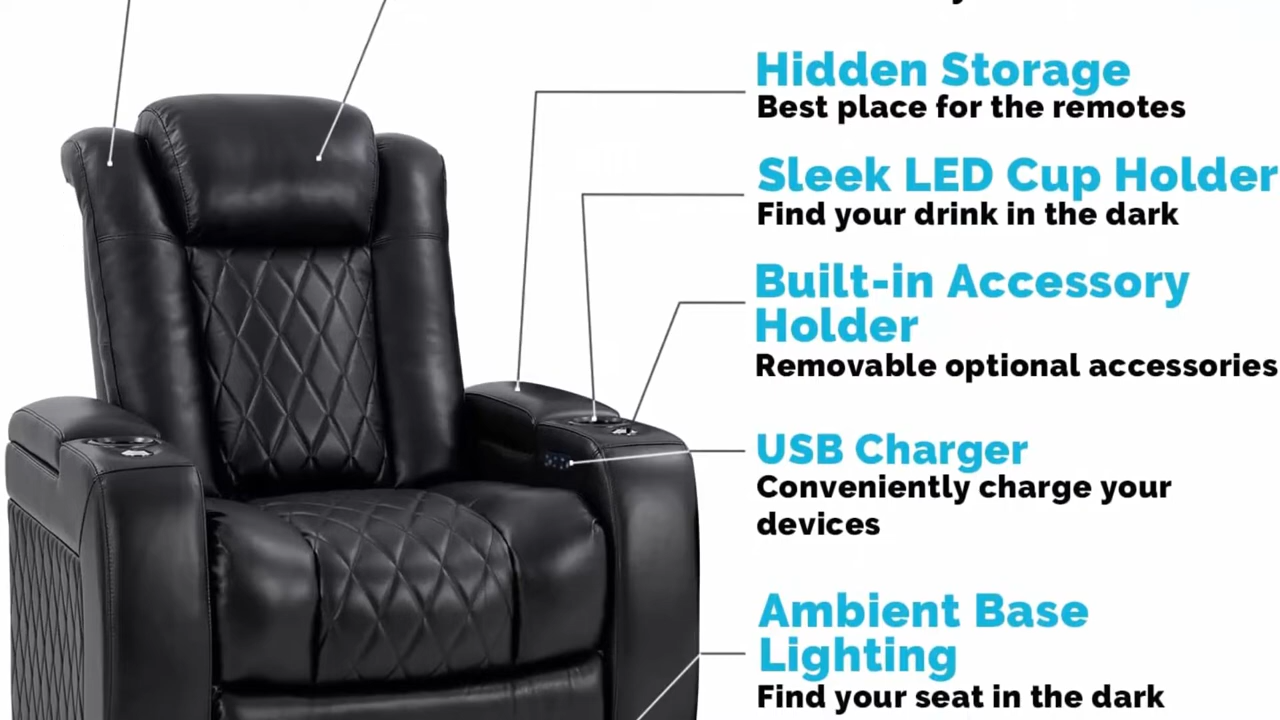 Hidden Storage
Best place for the remotes
Sleek LED Cup Holder
Find your drink in the dark
Built-in Accessory
Holder
Removable optional accessories
USB Charger
Conveniently charge your
devices
Ambient Base
Lighting
Find your seat in the dark